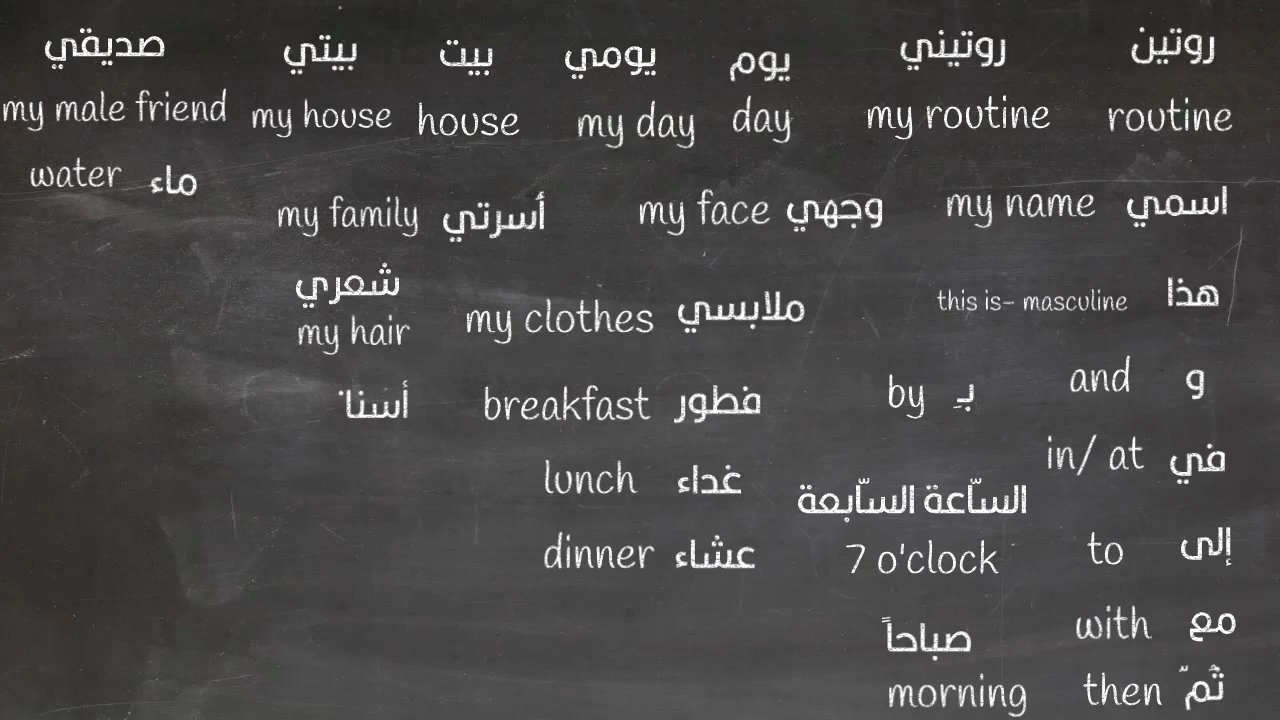 روتين
routine
روتيني
my routine
يوم
day
يومي
my day
بيت
house
بيتي
my house
صديقي
my male friend
اسمي my name
وجهي my face
أسرتي my family
ماء water
هذا this is- masculine
ملابسي my clothes
شعري
my hair
و and
بـِ by
فطور breakfast
أسنا
في in/ at
السّاعة السّابعة
7 o'clock
غداء lunch
إلى to
عشاء dinner
مع with
صباحاً
morning
ثُمّ then